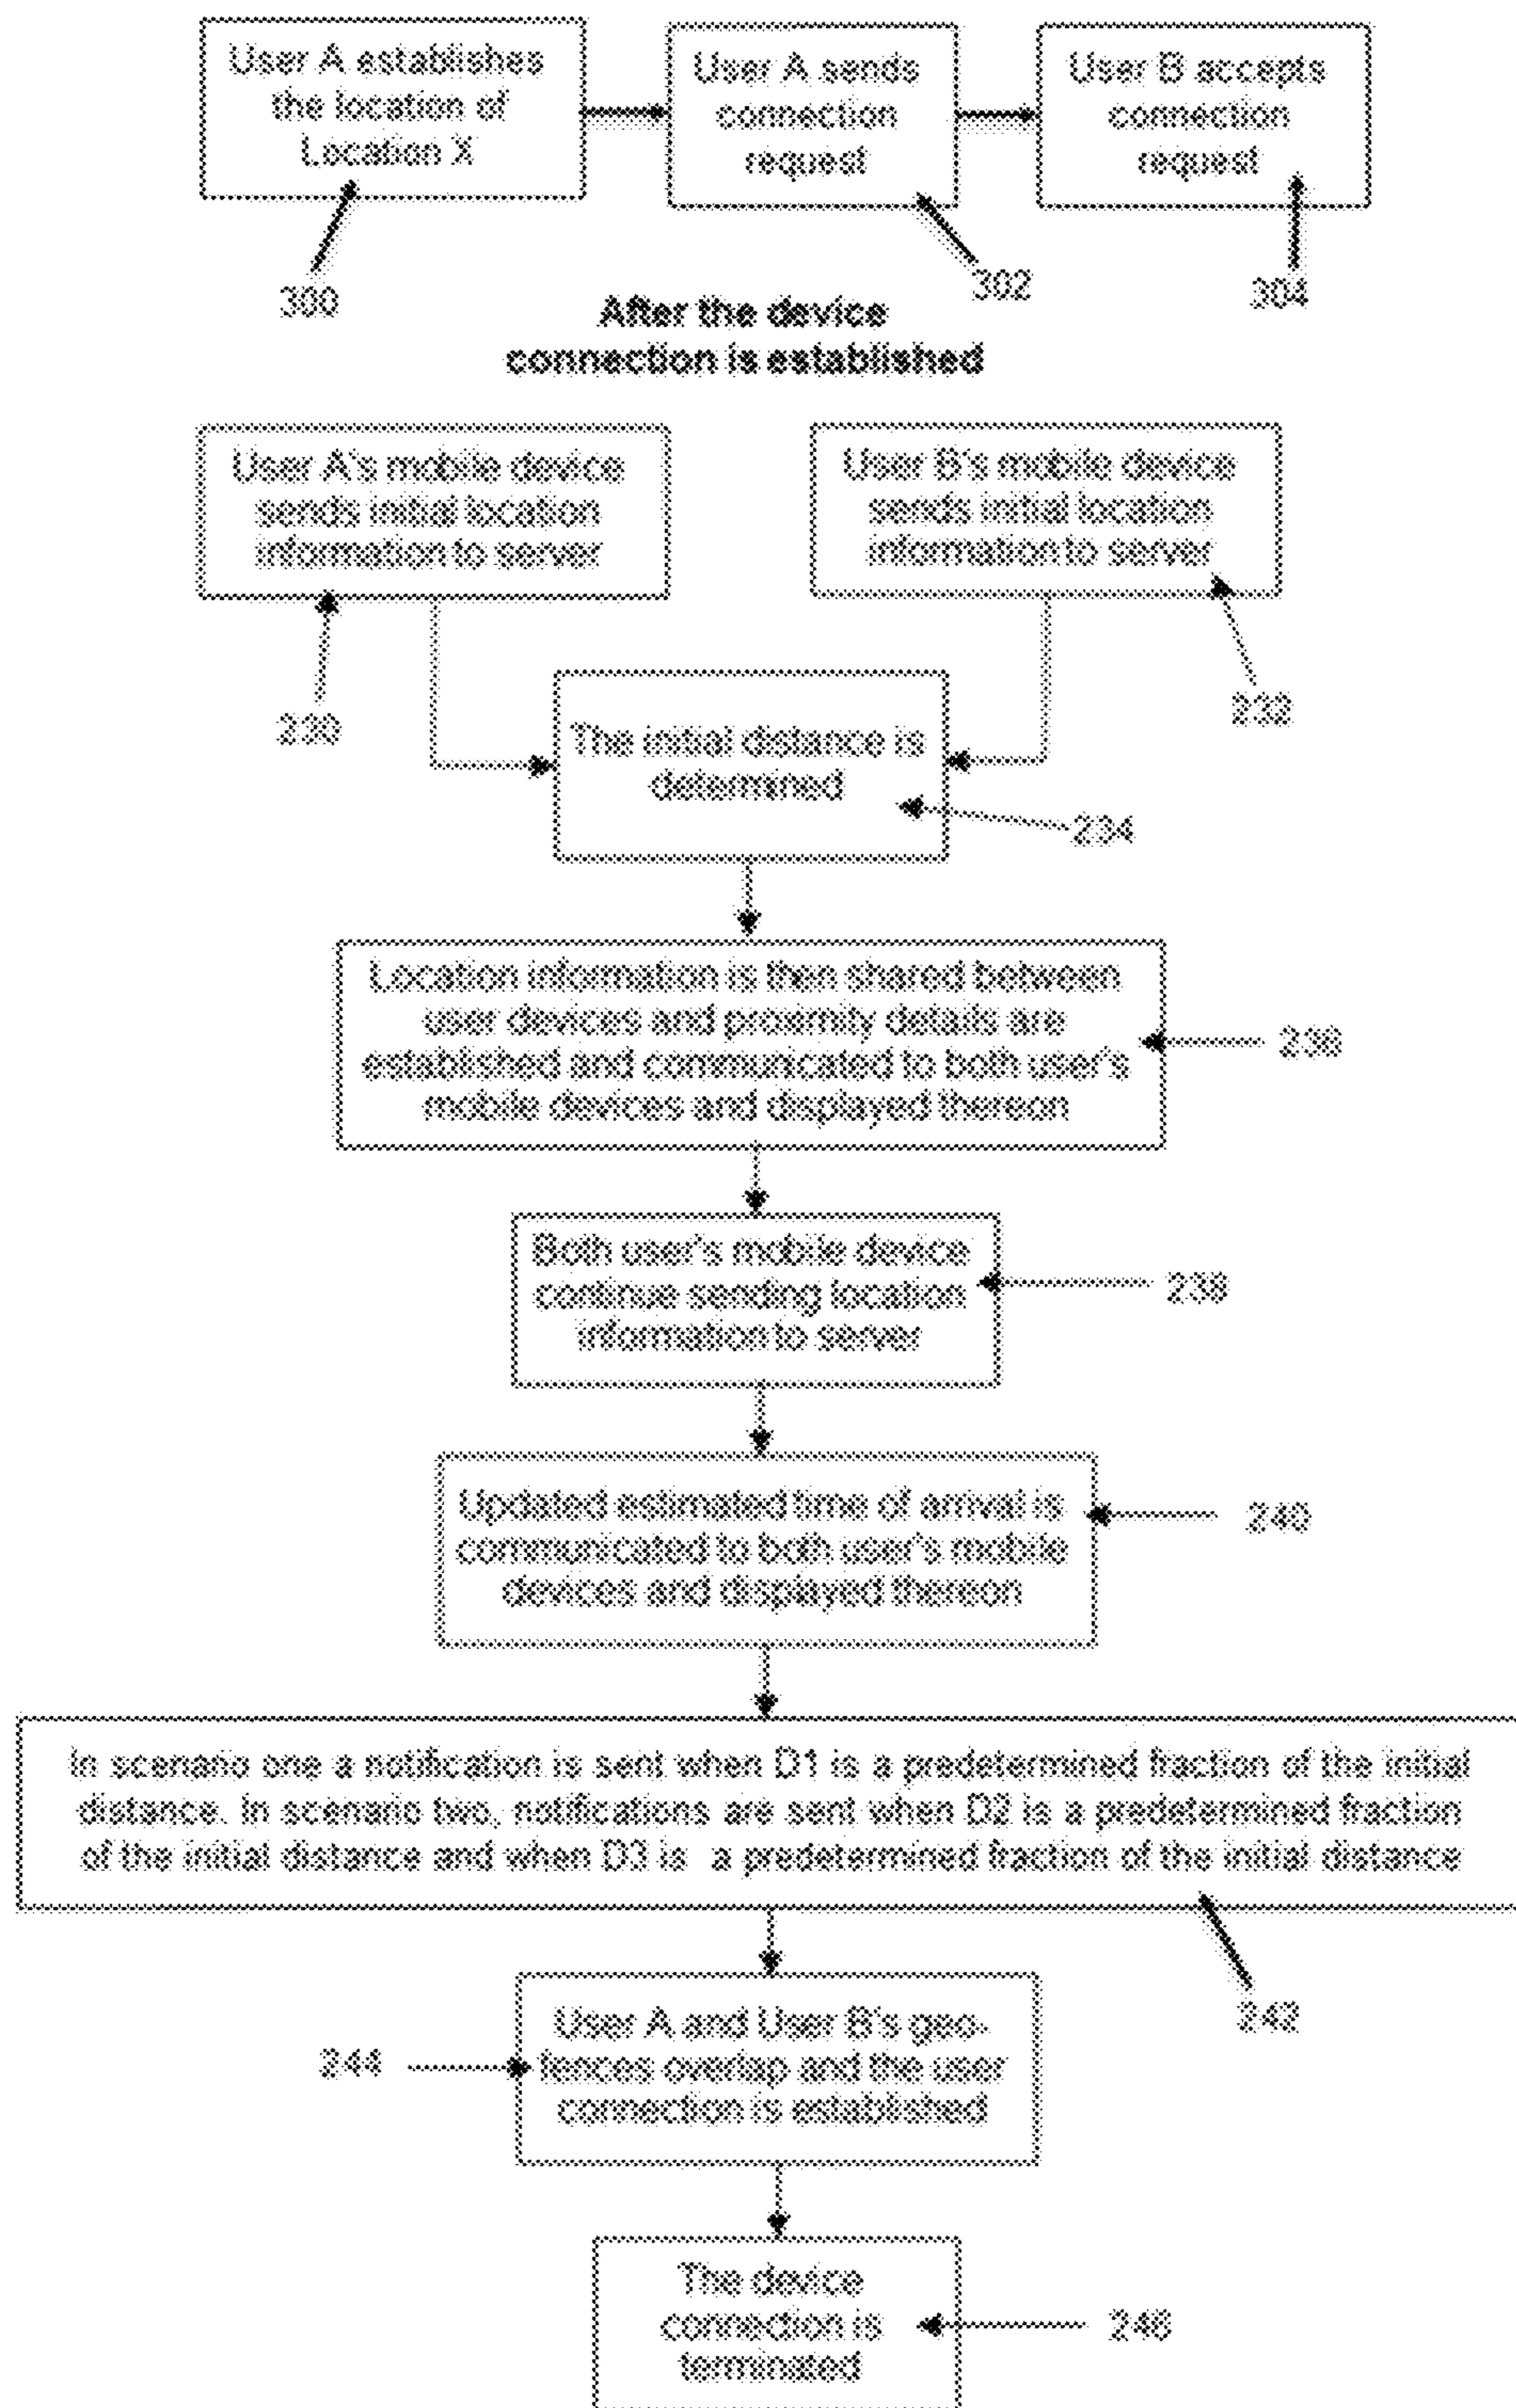 User A establishes
the location of
Location X
User A sends
connection
request
User B accepts
connection
request
300
302
304
After the device
connection is established
User A's mobile device
sends initial location
information to server
User B's mobile device
sends initial location
information to server
230
232
The initial distance is
determined
234
Location information is then shared between
user devices and proximity details are
established and communicated to both user's
mobile devices and displayed thereon
236
Both user's mobile device
continue sending location
information to server
238
Updated estimated time of arrival is
communicated to both user's mobile
devices and displayed thereon
240
In scenario one a notification is sent when D1 is a predetermined fraction of the initial
distance. In scenario two, notifications are sent when D2 is a predetermined fraction
of the initial distance and when D3 is a predetermined fraction of the initial distance
242
User A and User B's geo-
fences overlap and the user
connection is established
244
The device
connection is
terminated
246